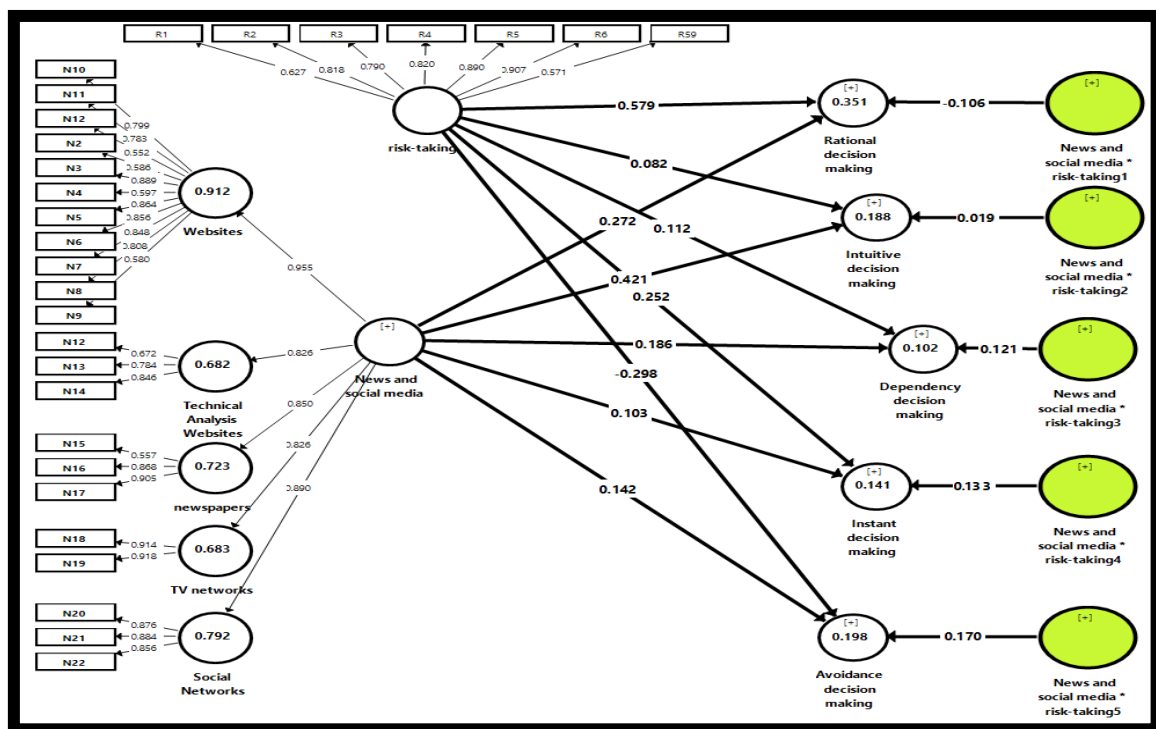 R1
R2
R3
R4
R5
R6
R59
0.627
0.818
0.790
0.820
0.890
0.907
0.571
risk-taking
N10
N11
N12
N2
N3
N4
N5
N6
N7
N8
N9
0.799
0.783
0.552
0.586
0.889
0.597
0.864
0.856
0.848
0.808
0.580
0.912
Websites
0.955
N12
N13
N14
0.672
0.784
0.846
0.682
Technical
Analysis
Websites
0.826
[+]
News and
social media
N15
N16
N17
0.557
0.868
0.905
0.723
newspapers
0.850
N18
N19
0.914
0.918
0.683
TV networks
0.826
N20
N21
N22
0.876
0.884
0.856
0.792
Social
Networks
0.890
0.579
0.082
0.272
0.112
0.421
0.252
0.186
-0.298
0.103
0.142
[+]
0.351
Rational
decision
making
-0.106
[+]
News and
social media *
risk-taking1
[+]
0.188
Intuitive
decision
making
0.019
[+]
News and
social media *
risk-taking2
[+]
0.102
Dependency
decision
making
0.121
[+]
News and
social media *
risk-taking3
[+]
0.141
Instant
decision
making
0.133
[+]
News and
social media *
risk-taking4
[+]
0.198
Avoidance
decision
making
0.170
[+]
News and
social media *
risk-taking5